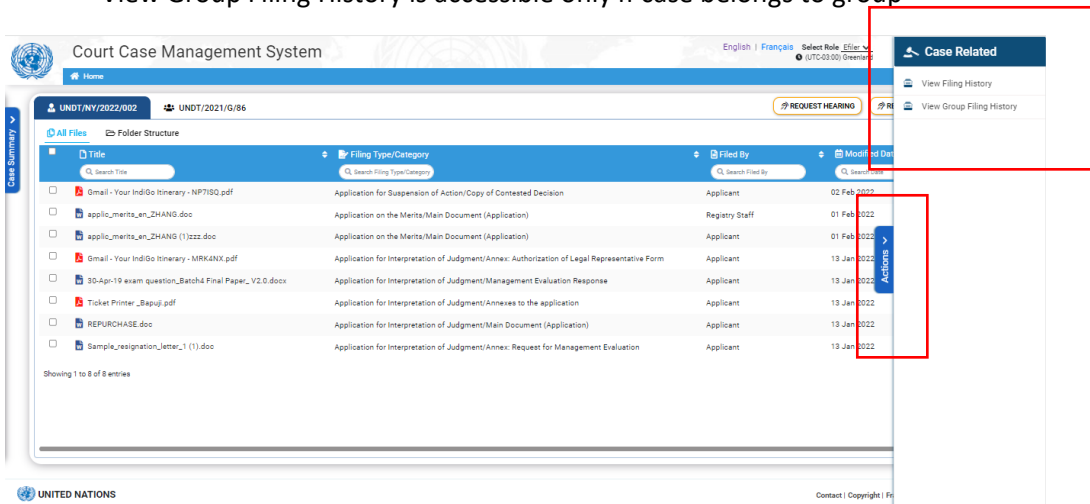 View Group Filing History is accessible only if case belongs to group
Court Case Management System
English | Français Select Role Efiler
(UTC-03:00) Greenland
Home
Case Related
View Filing History
View Group Filing History
UNDT/NY/2022/002 UNDT/2021/G/86
REQUEST HEARING
Case Summary
All Files Folder Structure
Title Filing Type/Category Filed By Modified Dat
Search Title Search Filing Type/Category Search Filed By Search Date
Gmail - Your IndiGo Itinerary - NP7ISQ.pdf Application for Suspension of Action/Copy of Contested Decision Applicant 02 Feb 2022
applic_merits_en_ZHANG.doc Application on the Merits/Main Document (Application) Registry Staff 01 Feb 2022
applic_merits_en_ZHANG (1)zzz.doc Application on the Merits/Main Document (Application) Applicant 01 Feb 2022
Gmail - Your IndiGo Itinerary - MRK4NX.pdf Application for Interpretation of Judgment/Annex: Authorization of Legal Representative Form Applicant 13 Jan 2022
30-Apr-19 exam question_Batch4 Final Paper_ V2.0.docx Application for Interpretation of Judgment/Management Evaluation Response Applicant 13 Jan 2022
Ticket Printer _Bapuji.pdf Application for Interpretation of Judgment/Annexes to the application Applicant 13 Jan 2022
REPURCHASE.doc Application for Interpretation of Judgment/Main Document (Application) Applicant 13 Jan 2022
Sample_resignation_letter_1 (1).doc Application for Interpretation of Judgment/Annex: Request for Management Evaluation Applicant 13 Jan 2022
Actions
Showing 1 to 8 of 8 entries
UNITED NATIONS
Contact | Copyright | Fr